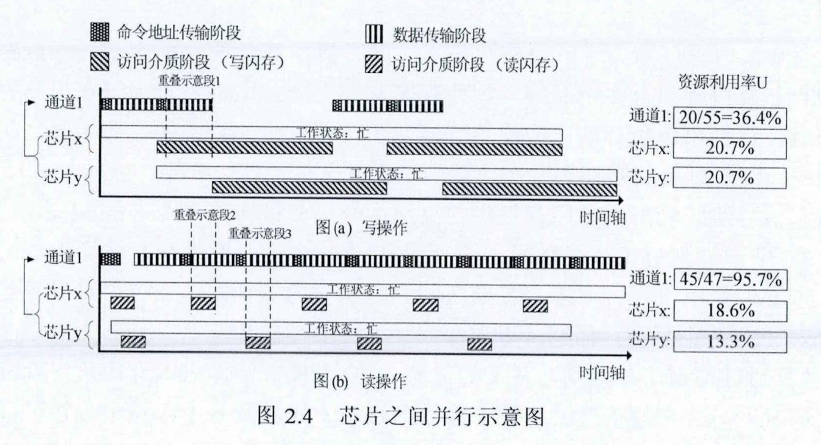 命令地址传输阶段 数据传输阶段
访问介质阶段（写闪存） 访问介质阶段（读闪存）
重叠示意段1
资源利用率U
通道1
通道1: 20/55=36.4%
工作状态：忙
芯片x
芯片x: 20.7%
工作状态：忙
芯片y
芯片y: 20.7%
时间轴
图(a) 写操作
重叠示意段2
重叠示意段3
通道1
通道1: 45/47=95.7%
工作状态：忙
芯片x
芯片x: 18.6%
工作状态：忙
芯片y
芯片y: 13.3%
时间轴
图(b) 读操作
图 2.4 芯片之间并行示意图